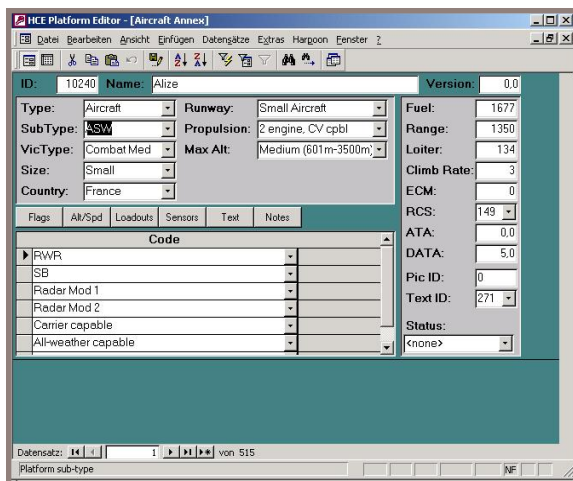 HCE Platform Editor - [Aircraft Annex]
Datei Bearbeiten Ansicht Einfügen Datensätze Extras Harpoon Fenster ?
ID: 10240 Name: Alize Version: 0,0
Type: Aircraft Runway: Small Aircraft Fuel: 1677
SubType: ASW Propulsion: 2 engine, CV cpbl Range: 1350
VicType: Combat Med Max Alt: Medium (601m-3500m) Loiter: 134
Size: Small Climb Rate: 3
Country: France ECM: 0
Flags Alt/Spd Loadouts Sensors Text Notes RCS: 149
Code ATA: 0,0
RWR DATA: 5,0
SB Pic ID: 0
Radar Mod 1 Text ID: 271
Radar Mod 2
Carrier capable Status:
All-weather capable <none>
Datensatz: 1 von 515
Platform sub-type NF